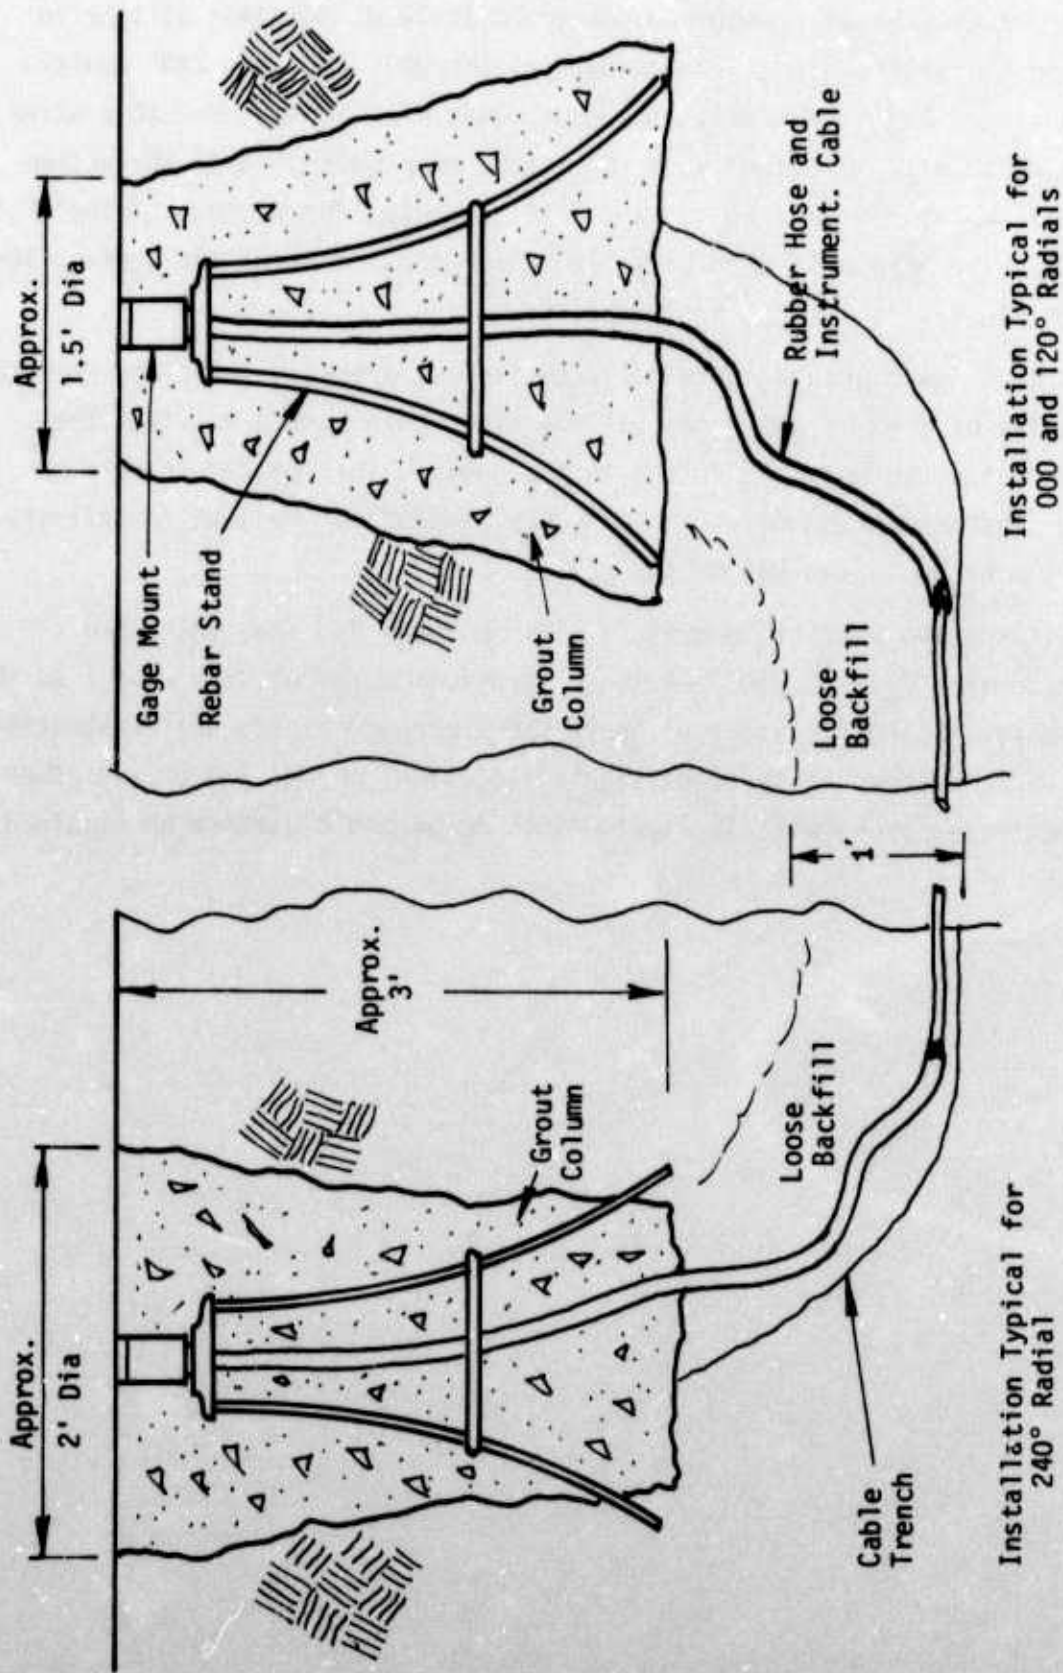 Approx.
2' Dia
Grout
Column
Approx.
3'
Loose
Backfill
Cable
Trench
Installation Typical for
240° Radial
1'
Approx.
1.5' Dia
Gage Mount
Rebar Stand
Grout
Column
Loose
Backfill
Rubber Hose and
Instrument. Cable
Installation Typical for
000 and 120° Radials